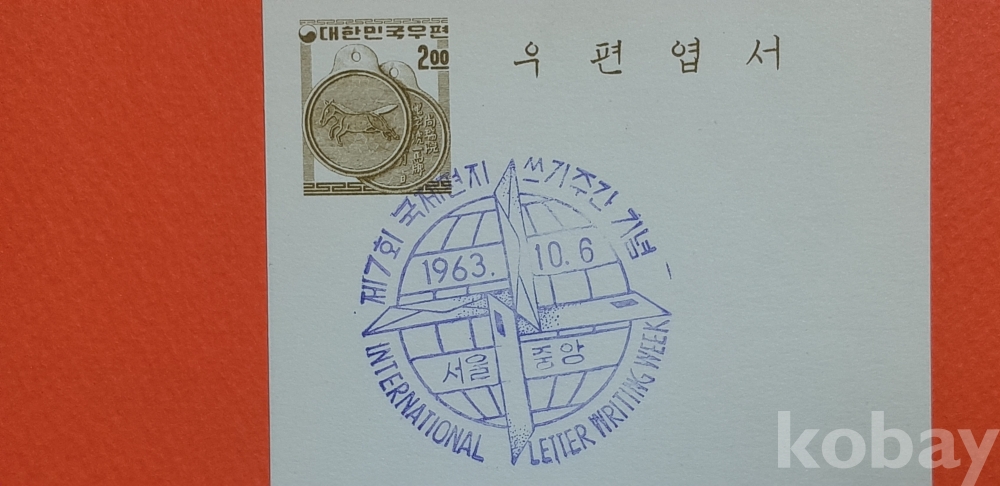 대한민국우편
2.00
우편엽서
제7회 국제편지 쓰기주간 기념
1963. 10. 6
서울 중앙
INTERNATIONAL LETTER WRITING WEEK
kobay